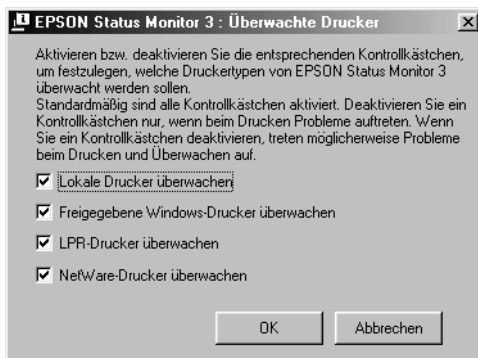 EPSON Status Monitor 3 : Überwachte Drucker
Aktivieren bzw. deaktivieren Sie die entsprechenden Kontrollkästchen,
um festzulegen, welche Druckertypen von EPSON Status Monitor 3
überwacht werden sollen.
Standardmäßig sind alle Kontrollkästchen aktiviert. Deaktivieren Sie ein
Kontrollkästchen nur, wenn beim Drucken Probleme auftreten. Wenn
Sie ein Kontrollkästchen deaktivieren, treten möglicherweise Probleme
beim Drucken und Überwachen auf.
Lokale Drucker überwachen
Freigegebene Windows-Drucker überwachen
LPR-Drucker überwachen
NetWare-Drucker überwachen
OK Abbrechen